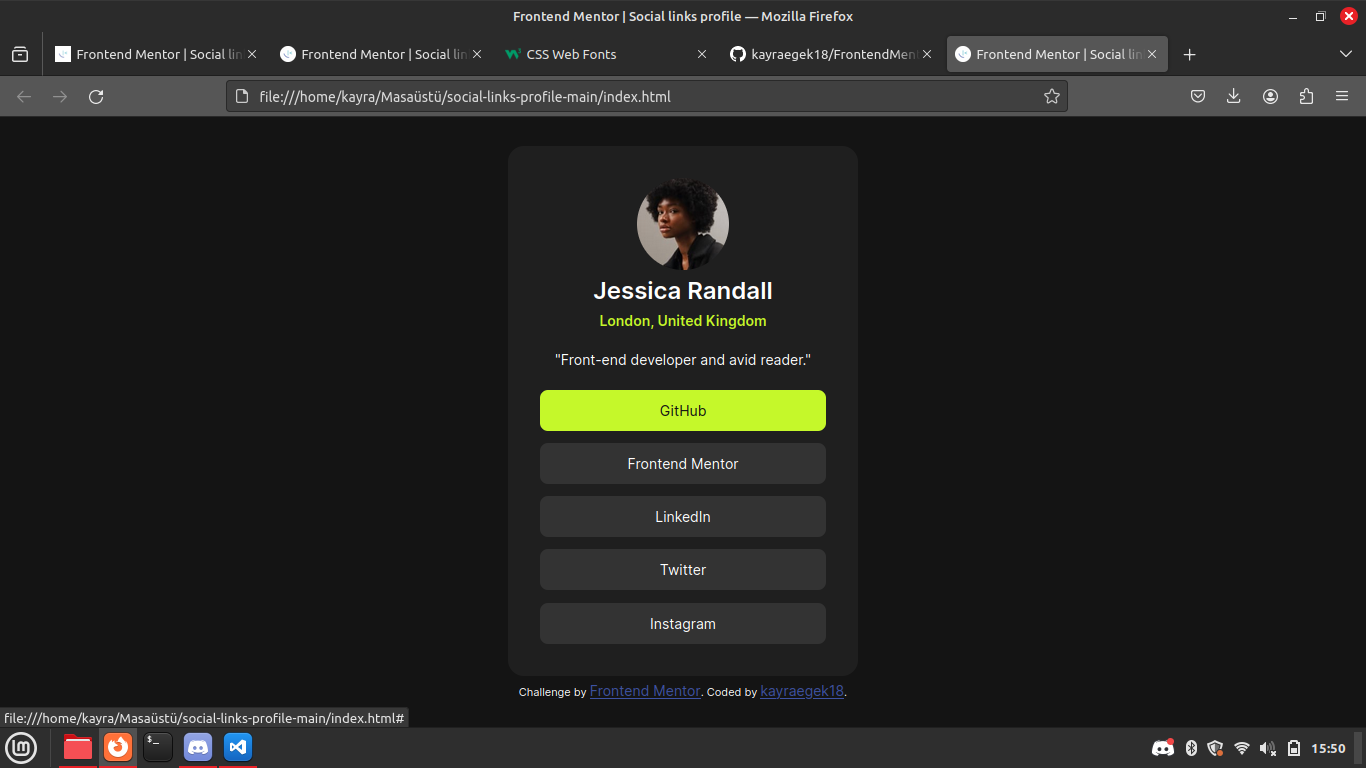 Frontend Mentor | Social links profile — Mozilla Firefox
Frontend Mentor | Social lin
Frontend Mentor | Social lin
CSS Web Fonts
kayraegek18/FrontendMen
Frontend Mentor | Social lin
file:///home/kayra/Masaüstü/social-links-profile-main/index.html
Jessica Randall
London, United Kingdom
"Front-end developer and avid reader."
GitHub
Frontend Mentor
LinkedIn
Twitter
Instagram
Challenge by Frontend Mentor. Coded by kayraegek18.
file:///home/kayra/Masaüstü/social-links-profile-main/index.html#
15:50